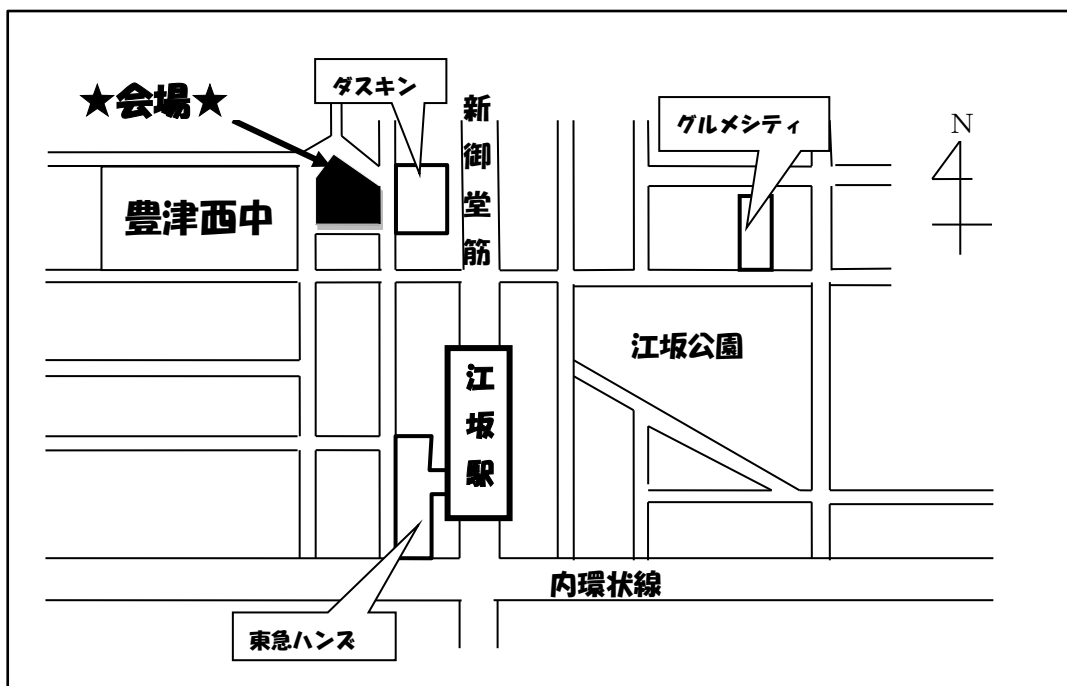 ダスキン
★会場★
新御堂筋
グルメシティ
N
豊津西中
江坂公園
江坂駅
内環状線
東急ハンズ